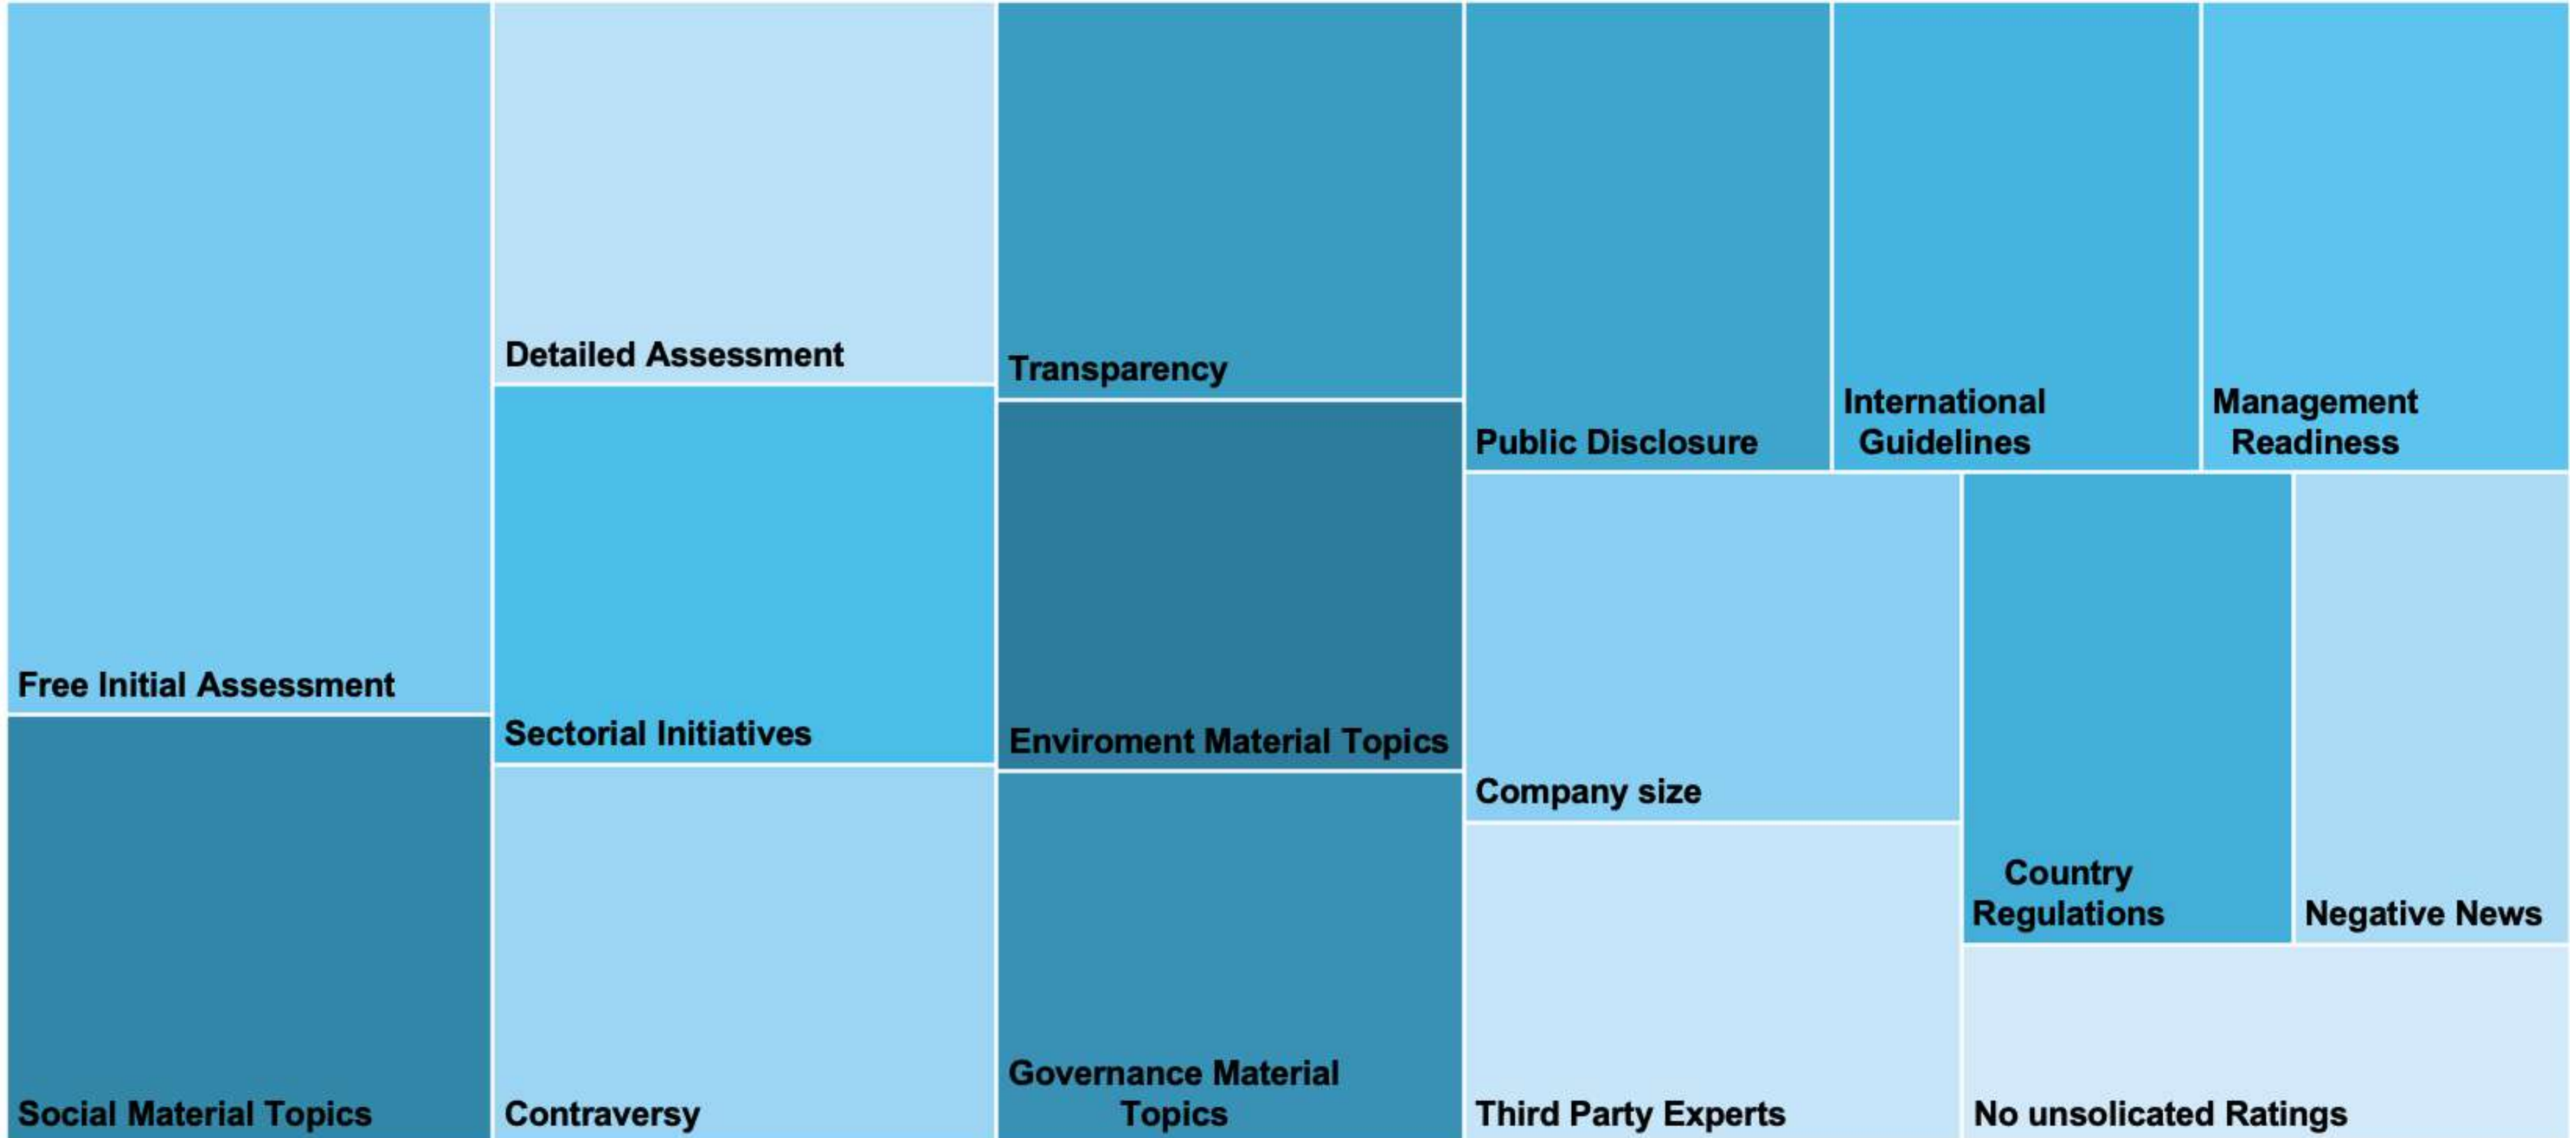 Free Initial Assessment
Social Material Topics
Detailed Assessment
Sectorial Initiatives
Contraversy
Transparency
Enviroment Material Topics
Governance Material
Topics
Public Disclosure
International
Guidelines
Management
Readiness
Company size
Third Party Experts
Country
Regulations
Negative News
No unsolicated Ratings